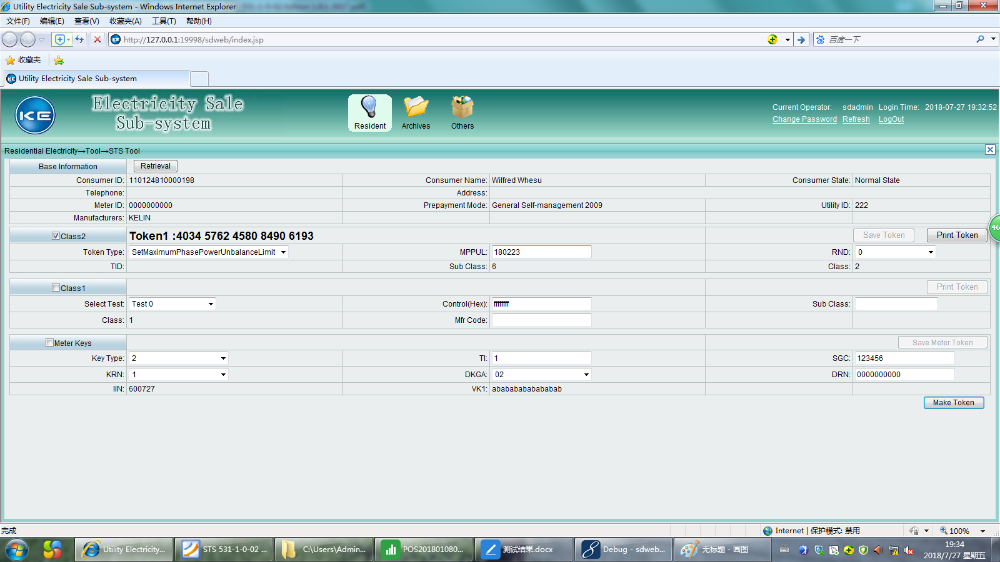 Utility Electricity Sale Sub-system - Windows Internet Explorer
文件(F) 编辑(E) 查看(V) 收藏夹(A) 工具(T) 帮助(H)
http://127.0.0.1:19998/sdweb/index.jsp 百度一下
收藏夹
Utility Electricity Sale Sub-system
KE
Electricity Sale
Sub-system
Resident Archives Others
Current Operator: sdadmin Login Time: 2018-07-27 19:32:52
Change Password Refresh LogOut
Residential Electricity→Tool→STS Tool
Base Information Retrieval
Consumer ID: 110124810000198 Consumer Name: Wilfred Whesu Consumer State: Normal State
Telephone: Address:
Meter ID: 0000000000 Prepayment Mode: General Self-management 2009 Utility ID: 222
Manufacturers: KELIN
46
Class2 Token1 :4034 5762 4580 8490 6193 Save Token Print Token
Token Type: SetMaximumPhasePowerUnbalanceLimit MPPUL: 180223 RND: 0
TID: Sub Class: 6 Class: 2
Class1 Print Token
Select Test: Test 0 Control(Hex): ffffffff Sub Class:
Class: 1 Mfr Code:
Meter Keys Save Meter Token
Key Type: 2 TI: 1 SGC: 123456
KRN: 1 DKGA: 02 DRN: 0000000000
IIN: 600727 VK1: abababababababab
Make Token
完成 Internet | 保护模式: 禁用 100%
Utility Electricity... STS 531-1-0-02 ... C:\Users\Admin... POS201801080... 测试结果.docx Debug - sdweb... 无标题 - 画图
19:34
2018/7/27 星期五